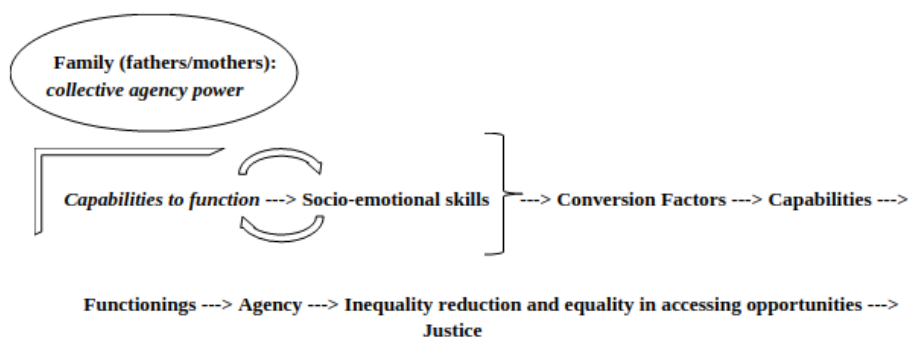 Family (fathers/mothers):
collective agency power
Capabilities to function ---> Socio-emotional skills ---> Conversion Factors ---> Capabilities --->
Functionings ---> Agency ---> Inequality reduction and equality in accessing opportunities --->
Justice